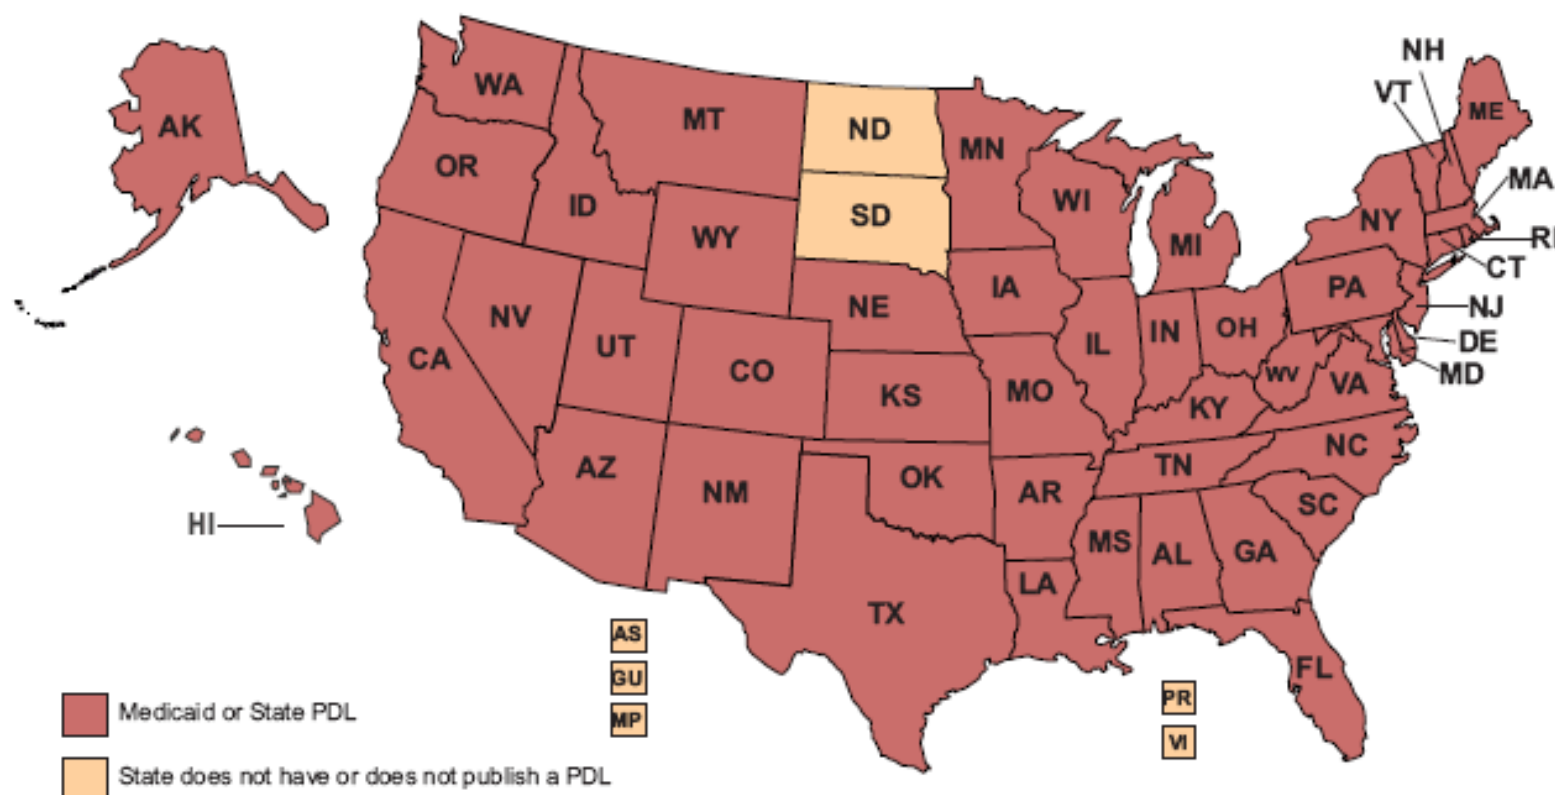 NH
VT
ME
WA
MT
ND
MN
AK
OR
ID
SD
WI
MA
NY
WY
MI
RI
CT
IA
PA
NE
NJ
NV
OH
IN
IL
UT
DE
CA
CO
MD
WV
VA
MO
KS
KY
NC
TN
AZ
OK
NM
AR
SC
HI
MS
GA
AL
LA
TX
AS
FL
GU
PR
MP
VI
Medicaid or State PDL
State does not have or does not publish a PDL